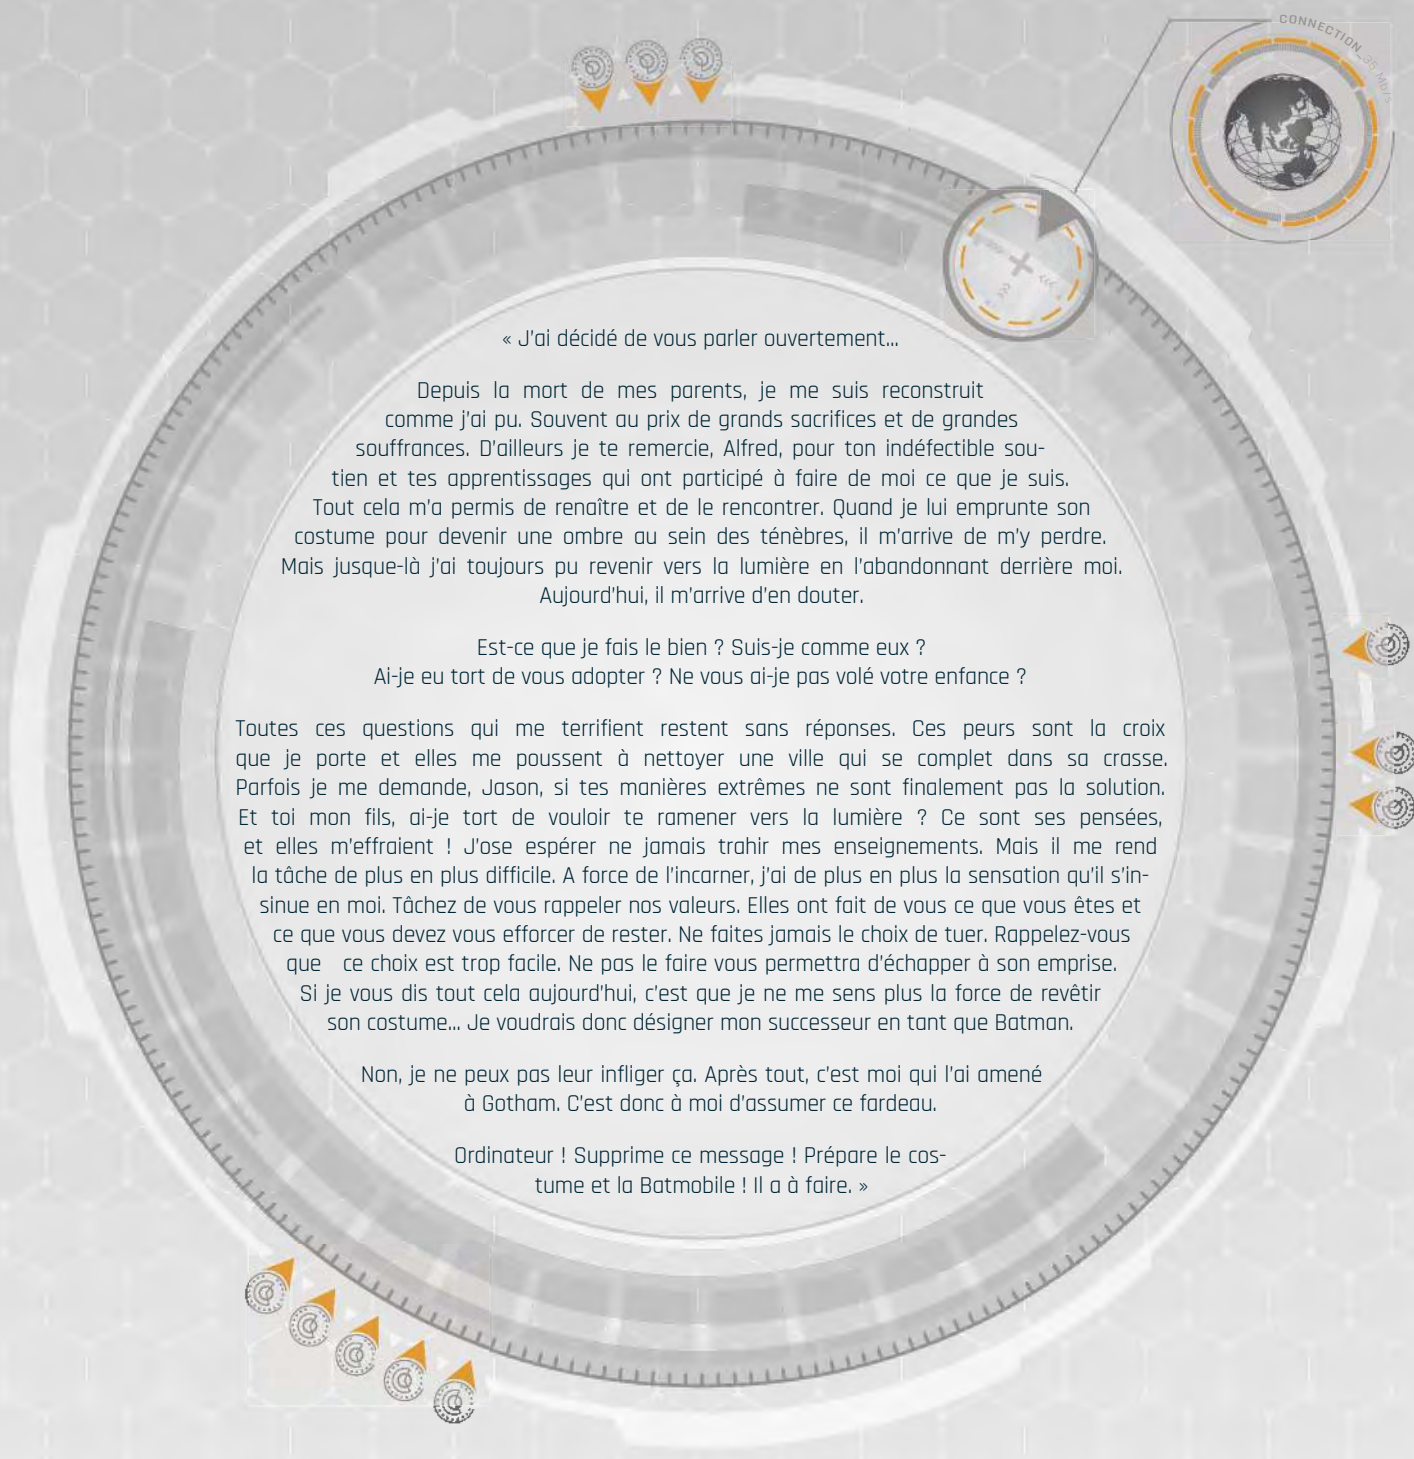 CONNECTION_35 Mb/s
« J’ai décidé de vous parler ouvertement...
Depuis la mort de mes parents, je me suis reconstruit
comme j’ai pu. Souvent au prix de grands sacrifices et de grandes
souffrances. D’ailleurs je te remercie, Alfred, pour ton indéfectible sou-
tien et tes apprentissages qui ont participé à faire de moi ce que je suis.
Tout cela m’a permis de renaître et de le rencontrer. Quand je lui emprunte son
costume pour devenir une ombre au sein des ténèbres, il m’arrive de m’y perdre.
Mais jusque-là j’ai toujours pu revenir vers la lumière en l’abandonnant derrière moi.
Aujourd’hui, il m’arrive d’en douter.
Est-ce que je fais le bien ? Suis-je comme eux ?
Ai-je eu tort de vous adopter ? Ne vous ai-je pas volé votre enfance ?
Toutes ces questions qui me terrifient restent sans réponses. Ces peurs sont la croix
que je porte et elles me poussent à nettoyer une ville qui se complet dans sa crasse.
Parfois je me demande, Jason, si tes manières extrêmes ne sont finalement pas la solution.
Et toi mon fils, ai-je tort de vouloir te ramener vers la lumière ? Ce sont ses pensées,
et elles m’effraient ! J’ose espérer ne jamais trahir mes enseignements. Mais il me rend
la tâche de plus en plus difficile. A force de l’incarner, j’ai de plus en plus la sensation qu’il s’in-
sinue en moi. Tâchez de vous rappeler nos valeurs. Elles ont fait de vous ce que vous êtes et
ce que vous devez vous efforcer de rester. Ne faites jamais le choix de tuer. Rappelez-vous
que ce choix est trop facile. Ne pas le faire vous permettra d’échapper à son emprise.
Si je vous dis tout cela aujourd’hui, c’est que je ne me sens plus la force de revêtir
son costume... Je voudrais donc désigner mon successeur en tant que Batman.
Non, je ne peux pas leur infliger ça. Après tout, c’est moi qui l’ai amené
à Gotham. C’est donc à moi d’assumer ce fardeau.
Ordinateur ! Supprime ce message ! Prépare le cos-
tume et la Batmobile ! Il a à faire. »